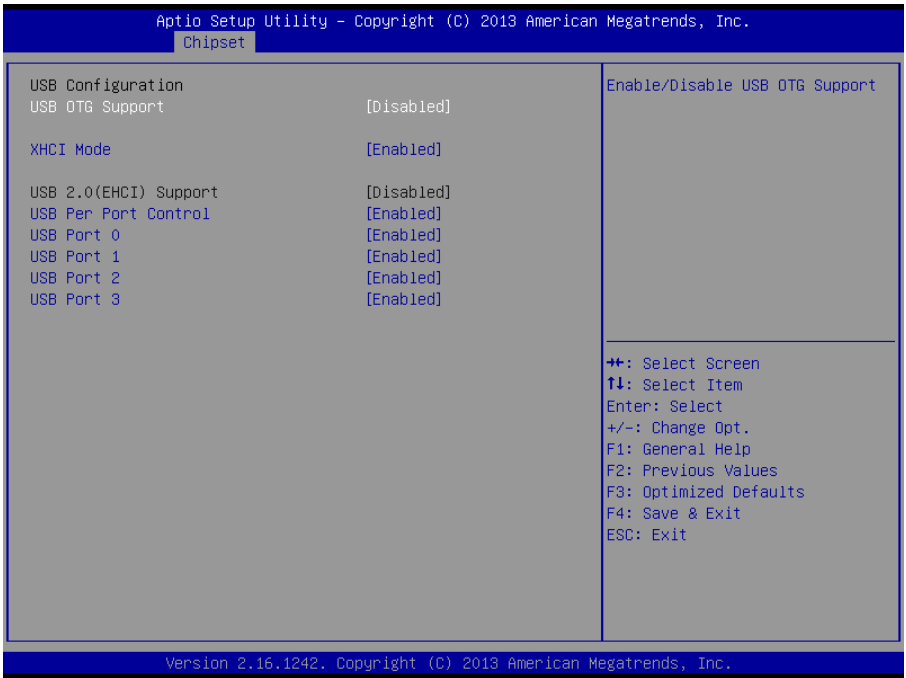 Aptio Setup Utility – Copyright (C) 2013 American Megatrends, Inc.
Chipset
USB Configuration
USB OTG Support [Disabled]
XHCI Mode [Enabled]
USB 2.0(EHCI) Support [Disabled]
USB Per Port Control [Enabled]
USB Port 0 [Enabled]
USB Port 1 [Enabled]
USB Port 2 [Enabled]
USB Port 3 [Enabled]
Enable/Disable USB OTG Support
→←: Select Screen
↑↓: Select Item
Enter: Select
+/-: Change Opt.
F1: General Help
F2: Previous Values
F3: Optimized Defaults
F4: Save & Exit
ESC: Exit
Version 2.16.1242. Copyright (C) 2013 American Megatrends, Inc.